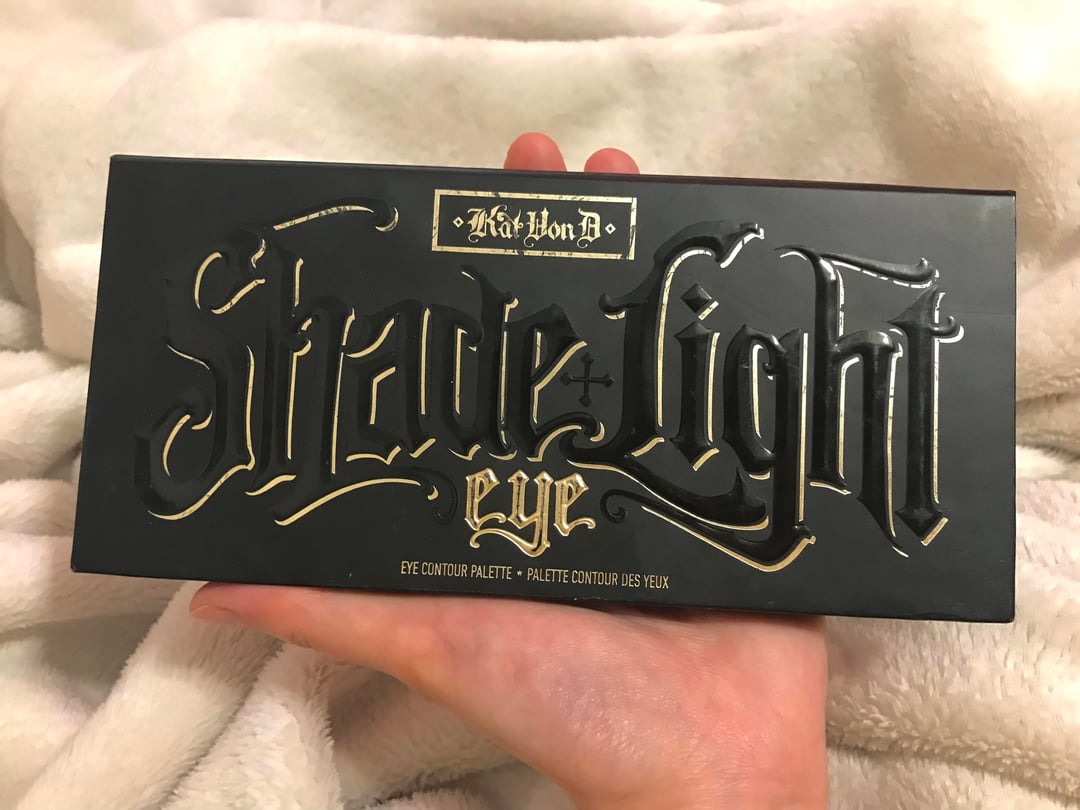 Kat Von D
Shade + Light
eye
EYE CONTOUR PALETTE * PALETTE CONTOUR DES YEUX